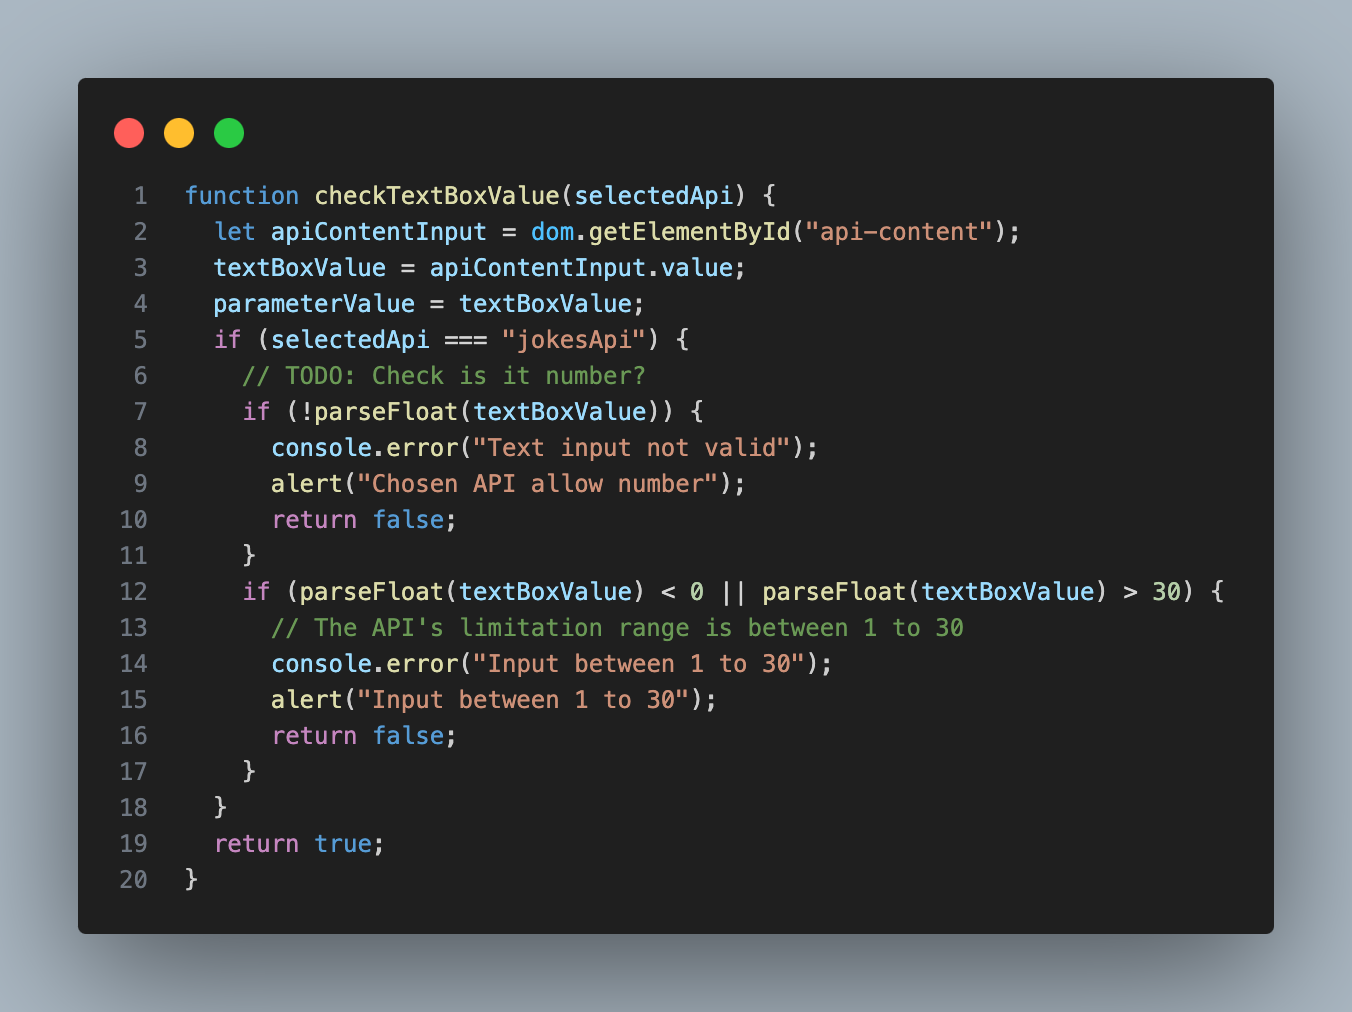 1 function checkTextBoxValue(selectedApi) {
2   let apiContentInput = dom.getElementById("api-content");
3   textBoxValue = apiContentInput.value;
4   parameterValue = textBoxValue;
5   if (selectedApi === "jokesApi") {
6     // TODO: Check is it number?
7     if (!parseFloat(textBoxValue)) {
8       console.error("Text input not valid");
9       alert("Chosen API allow number");
10       return false;
11     }
12     if (parseFloat(textBoxValue) < 0 || parseFloat(textBoxValue) > 30) {
13       // The API's limitation range is between 1 to 30
14       console.error("Input between 1 to 30");
15       alert("Input between 1 to 30");
16       return false;
17     }
18   }
19   return true;
20 }